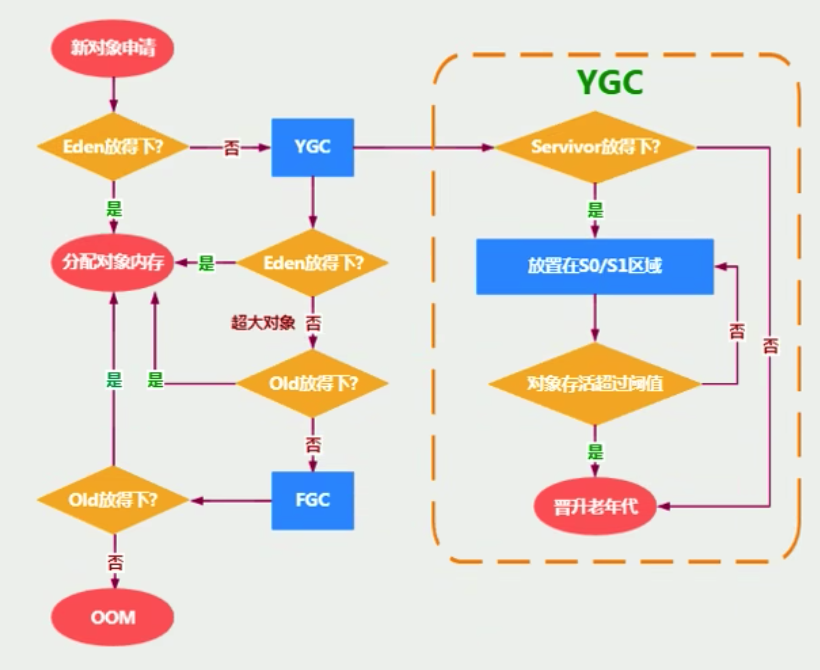 新对象申请
YGC
Eden放得下?
否
YGC
Servivor放得下?
是
是
分配对象内存
是
Eden放得下?
放置在S0/S1区域
超大对象
否
否
否
是
是
Old放得下?
对象存活超过阈值
否
是
Old放得下?
FGC
晋升老年代
否
OOM